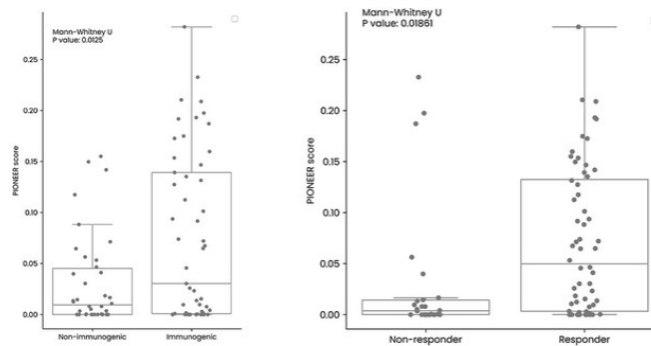 Mann-Whitney U
P value: 0.0125
PIONEER score
0.25
0.20
0.15
0.10
0.05
0.00
Non-immunogenic
Immunogenic
Mann-Whitney U
P value: 0.01861
PIONEER score
0.25
0.20
0.15
0.10
0.05
0.00
Non-responder
Responder